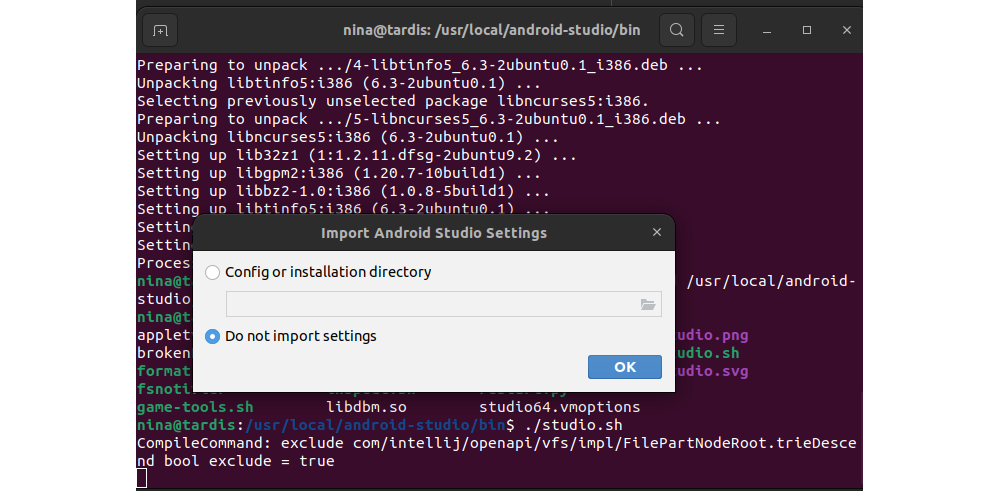 nina@tardis: /usr/local/android-studio/bin
Preparing to unpack .../4-libtinfo5_6.3-2ubuntu0.1_i386.deb ...
Unpacking libtinfo5:i386 (6.3-2ubuntu0.1) ...
Selecting previously unselected package libncurses5:i386.
Preparing to unpack .../5-libncurses5_6.3-2ubuntu0.1_i386.deb ...
Unpacking libncurses5:i386 (6.3-2ubuntu0.1) ...
Setting up lib32z1 (1:1.2.11.dfsg-2ubuntu9.2) ...
Setting up libgpm2:i386 (1.20.7-10build1) ...
Setting up libbz2-1.0:i386 (1.0.8-5build1) ...
Setting up libtinfo5:i386 (6.3-2ubuntu0.1) ...
Settin
Settin
Proces
nina@t /usr/local/android-
studio
nina@t
applet udio.png
broken udio.sh
format udio.svg
Import Android Studio Settings
Config or installation directory
Do not import settings
OK
game-tools.sh libdbm.so studio64.vmoptions
nina@tardis:/usr/local/android-studio/bin$ ./studio.sh
CompileCommand: exclude com/intellij/openapi/vfs/impl/FilePartNodeRoot.trieDesce
nd bool exclude = true